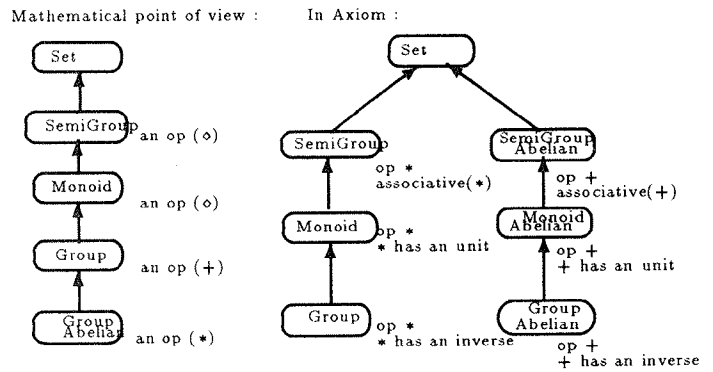 Mathematical point of view :
In Axiom :
Set
SemiGroup
an op (⋄)
Monoid
an op (⋄)
Group
an op (+)
Group
Abelian
an op (*)
Set
SemiGroup
op *
associative(*)
Monoid
op *
* has an unit
Group
op *
* has an inverse
SemiGroup
Abelian
op +
associative(+)
Monoid
Abelian
op +
+ has an unit
Group
Abelian
op +
+ has an inverse